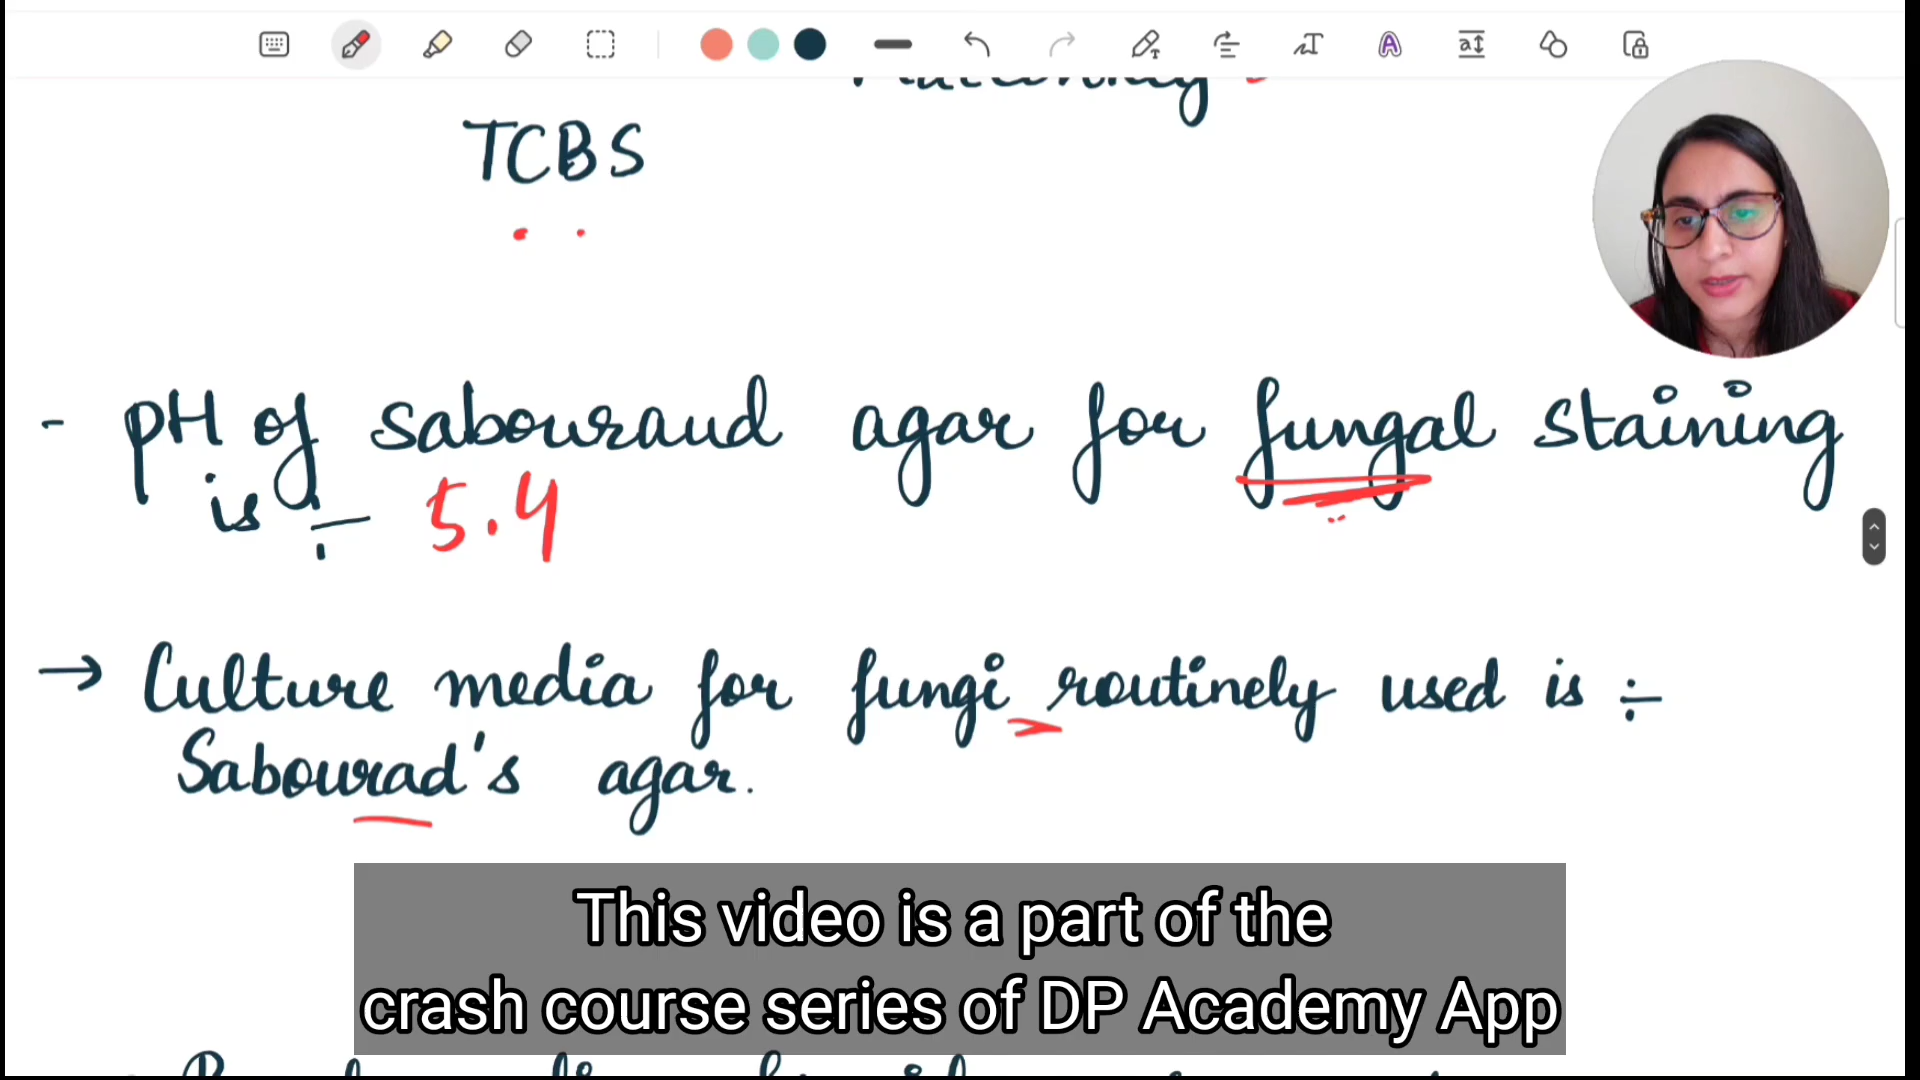 TCBS
- pH of sabouraud agar for fungal staining
is ÷ 5.4
→ Culture media for fungi routinely used is ÷
Sabourad's agar.
This video is a part of the
crash course series of DP Academy App